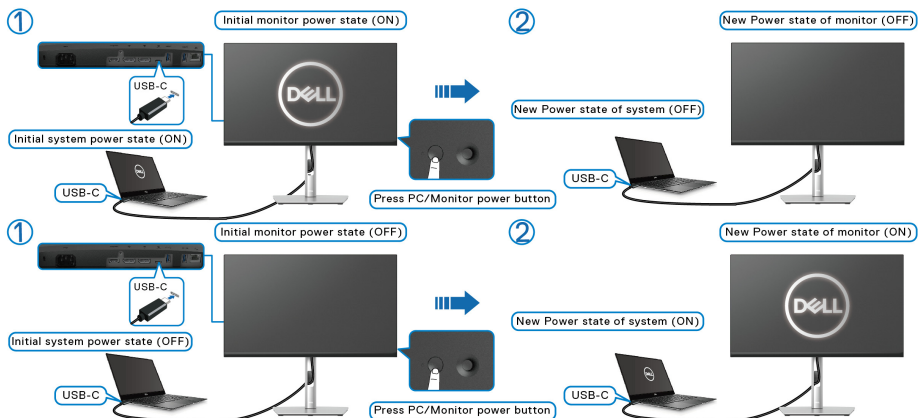 1
Initial monitor power state (ON)
2
New Power state of monitor (OFF)
USB-C
DELL
New Power state of system (OFF)
Initial system power state (ON)
DELL
USB-C
USB-C
Press PC/Monitor power button
1
Initial monitor power state (OFF)
2
New Power state of monitor (ON)
USB-C
DELL
New Power state of system (ON)
Initial system power state (OFF)
DELL
USB-C
USB-C
Press PC/Monitor power button